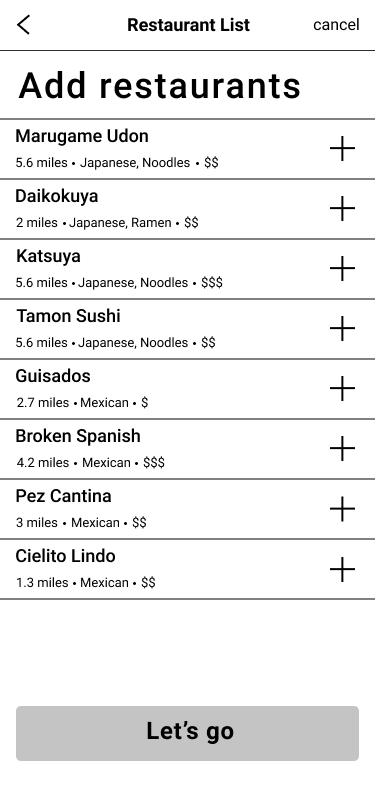 Restaurant List cancel
Add restaurants
Marugame Udon
5.6 miles • Japanese, Noodles • $$
Daikokuya
2 miles • Japanese, Ramen • $$
Katsuya
5.6 miles • Japanese, Noodles • $$$
Tamon Sushi
5.6 miles • Japanese, Noodles • $$
Guisados
2.7 miles • Mexican • $
Broken Spanish
4.2 miles • Mexican • $$$
Pez Cantina
3 miles • Mexican • $$
Cielito Lindo
1.3 miles • Mexican • $$
Let’s go